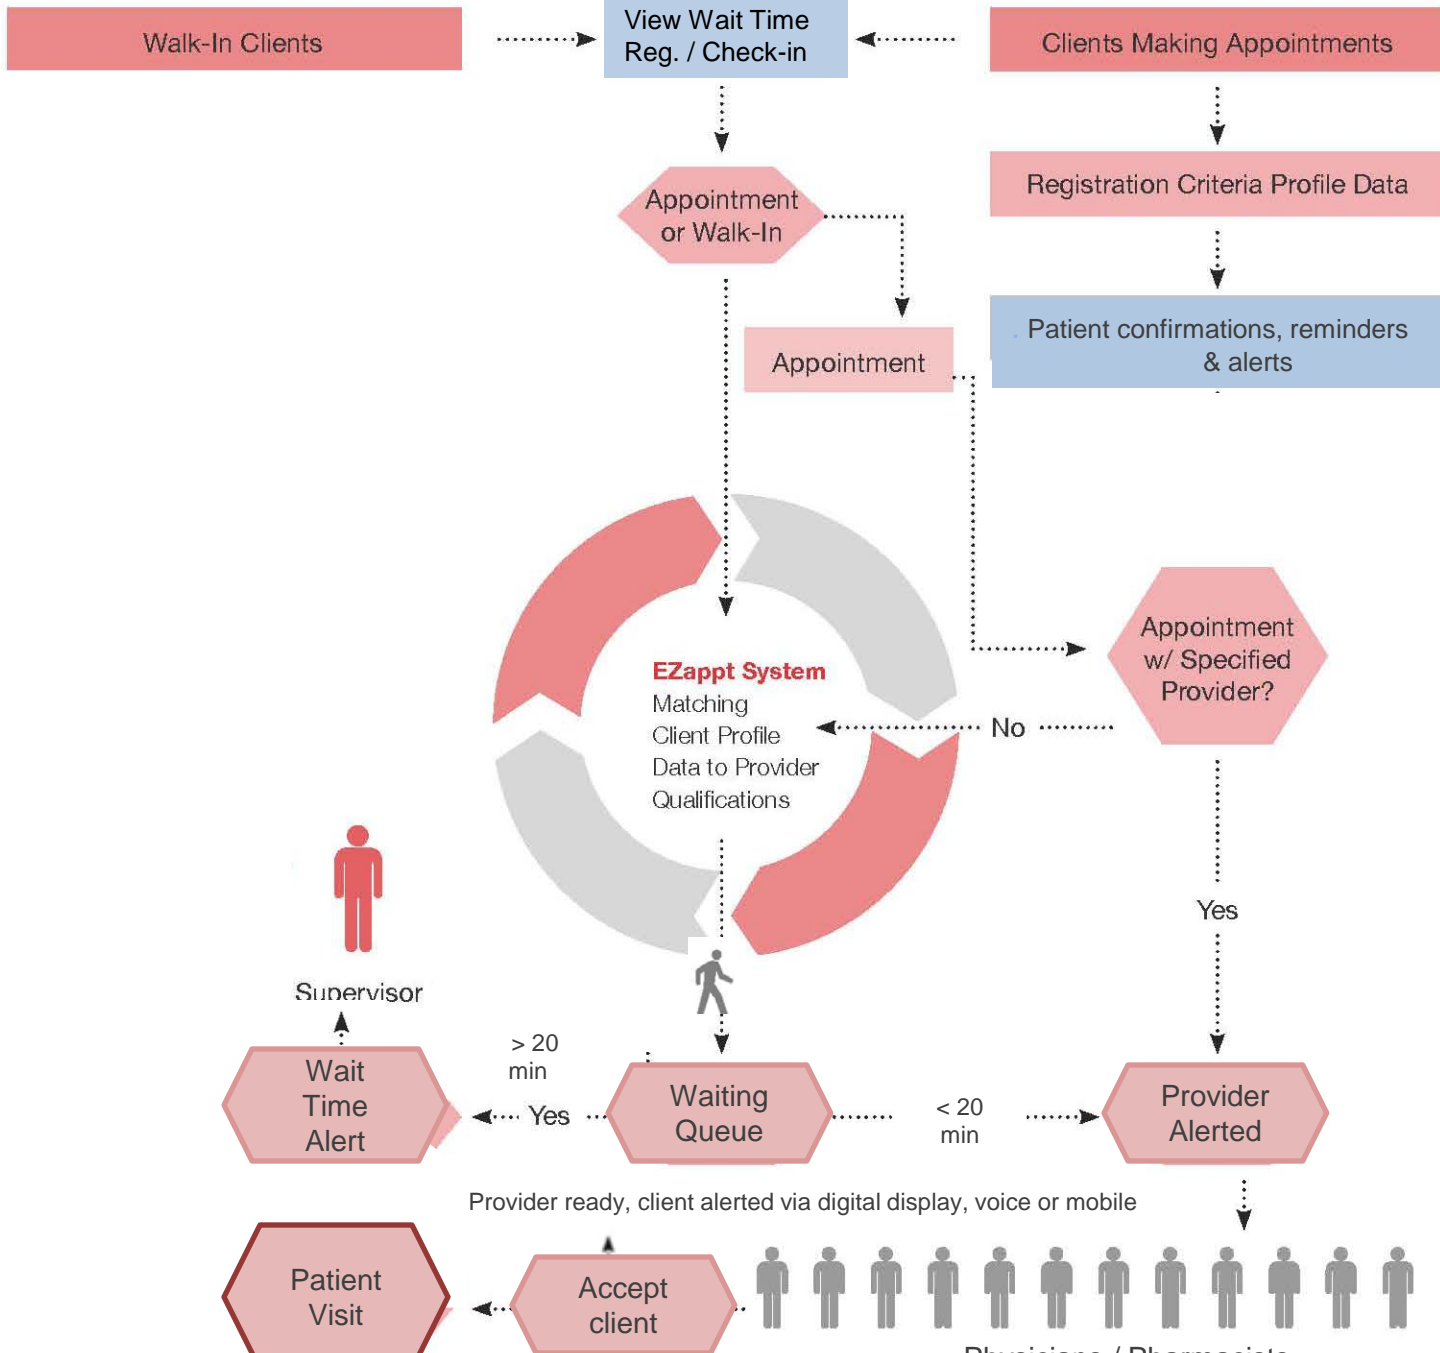 Walk-In Clients
View Wait Time
Reg. / Check-in
Clients Making Appointments
Registration Criteria Profile Data
Appointment
or Walk-In
Patient confirmations, reminders
& alerts
Appointment
Appointment
w/ Specified
Provider?
EZappt System
Matching
Client Profile
Data to Provider
Qualifications
No
Yes
Supervisor
> 20
min
Wait
Time
Alert
Yes
Waiting
Queue
< 20
min
Provider
Alerted
Provider ready, client alerted via digital display, voice or mobile
Patient
Visit
Accept
client
Physicians / Pharmacists